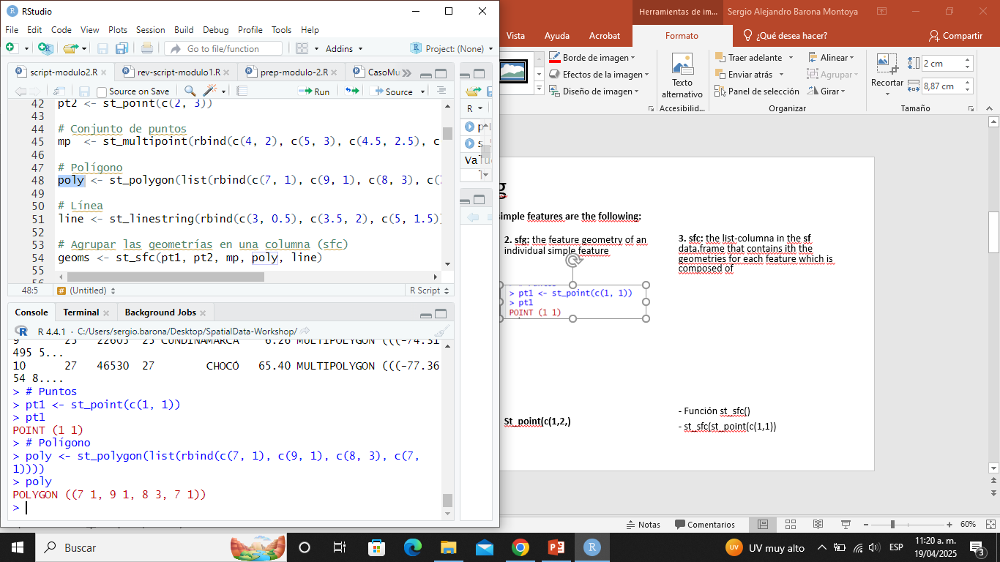 RStudio
File Edit Code View Plots Session Build Debug Profile Tools Help
Go to file/function
Addins
Project: (None)
script-modulo2.R
rev-script-modulo1.R
prep-modulo-2.R
CasoMu
Source on Save
Run
Source
42 pt2 <- st_point(c(2, 3))
43
44 # Conjunto de puntos
45 mp <- st_multipoint(rbind(c(4, 2), c(5, 3), c(4.5, 2.5), c
46
47 # Polígono
48 poly <- st_polygon(list(rbind(c(7, 1), c(9, 1), c(8, 3), c(7
49
50 # Línea
51 line <- st_linestring(rbind(c(3, 0.5), c(3.5, 2), c(5, 1.5))
52
53 # Agrupar las geometrías en una columna (sfc)
54 geoms <- st_sfc(pt1, pt2, mp, poly, line)
55
56
48:5
(Untitled)
R Script
R
Console
Terminal
Background Jobs
R 4.4.1 · C:/Users/sergio.barona/Desktop/SpatialData-Workshop/
9 25 22605 25 CUNDINAMARCA 6.26 MULTIPOLYGON (((-74.31
495 5...
10 27 46530 27 CHOCÓ 65.40 MULTIPOLYGON (((-77.36
54 8....
> # Puntos
> pt1 <- st_point(c(1, 1))
> pt1
POINT (1 1)
> # Polígono
> poly <- st_polygon(list(rbind(c(7, 1), c(9, 1), c(8, 3), c(7,
1))))
> poly
POLYGON ((7 1, 9 1, 8 3, 7 1))
>
Herramientas de im...
Sergio Alejandro Barona Montoya
Vista Ayuda Acrobat Formato ¿Qué desea hacer? Compartir
Borde de imagen
Efectos de la imagen
Diseño de imagen
Texto
alternativo
Accesibilid...
Traer adelante
Enviar atrás
Panel de selección
Alinear
Agrupar
Girar
Organizar
Recortar
2 cm
8,87 cm
Tamaño
g
simple features are the following:
2. sfg: the feature geometry of an
individual simple feature
> pt1 <- st_point(c(1, 1))
> pt1
POINT (1 1)
St_point(c(1,2,)
3. sfc: the list-columna in the sf
data.frame that contains ith the
geometries for each feature which is
composed of
- Función st_sfc()
- st_sfc(st_point(c(1,1))
Notas
Comentarios
60%
Buscar
UV
UV muy alto
ESP
11:20 a. m.
19/04/2025
3